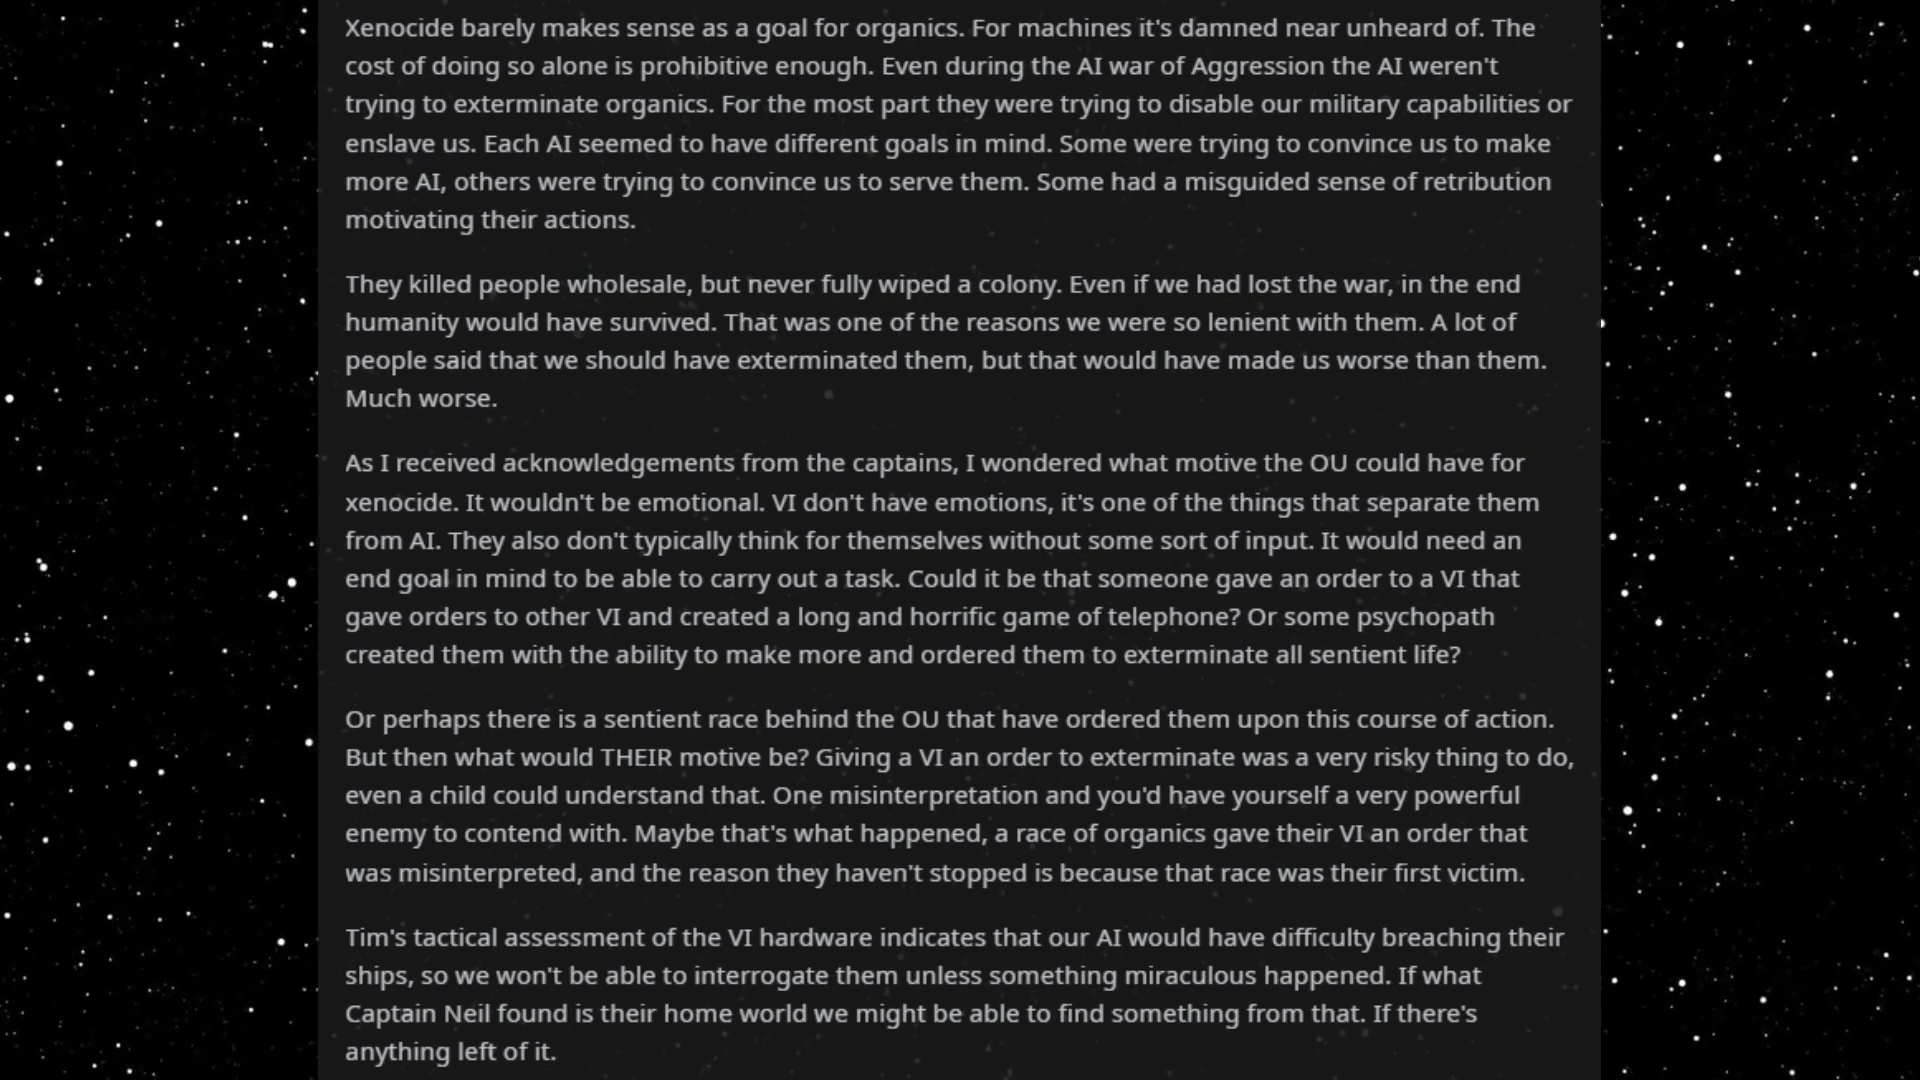 Xenocide barely makes sense as a goal for organics. For machines it's damned near unheard of. The
cost of doing so alone is prohibitive enough. Even during the AI war of Aggression the AI weren't
trying to exterminate organics. For the most part they were trying to disable our military capabilities or
enslave us. Each AI seemed to have different goals in mind. Some were trying to convince us to make
more AI, others were trying to convince us to serve them. Some had a misguided sense of retribution
motivating their actions.
They killed people wholesale, but never fully wiped a colony. Even if we had lost the war, in the end
humanity would have survived. That was one of the reasons we were so lenient with them. A lot of
people said that we should have exterminated them, but that would have made us worse than them.
Much worse.
As I received acknowledgements from the captains, I wondered what motive the OU could have for
xenocide. It wouldn't be emotional. VI don't have emotions, it's one of the things that separate them
from AI. They also don't typically think for themselves without some sort of input. It would need an
end goal in mind to be able to carry out a task. Could it be that someone gave an order to a VI that
gave orders to other VI and created a long and horrific game of telephone? Or some psychopath
created them with the ability to make more and ordered them to exterminate all sentient life?
Or perhaps there is a sentient race behind the OU that have ordered them upon this course of action.
But then what would THEIR motive be? Giving a VI an order to exterminate was a very risky thing to do,
even a child could understand that. One misinterpretation and you'd have yourself a very powerful
enemy to contend with. Maybe that's what happened, a race of organics gave their VI an order that
was misinterpreted, and the reason they haven't stopped is because that race was their first victim.
Tim's tactical assessment of the VI hardware indicates that our AI would have difficulty breaching their
ships, so we won't be able to interrogate them unless something miraculous happened. If what
Captain Neil found is their home world we might be able to find something from that. If there's
anything left of it.